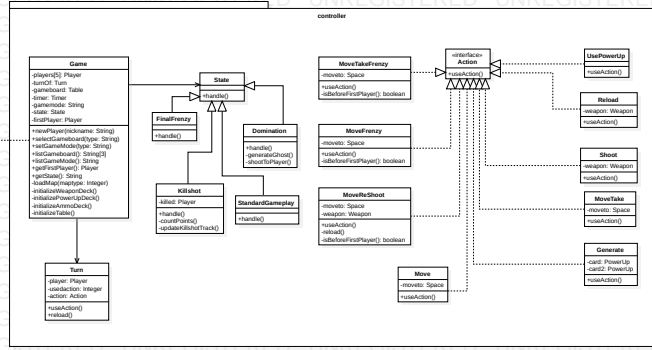 controller
Game
-players[5]: Player
-turnOf: Turn
-gameboard: Table
-timer: Timer
-gamemode: String
-state: State
-firstPlayer: Player
+newPlayer(nickname: String)
+selectGameboard(type: String)
+setGameMode(type: String)
+listGameboard(): String[3]
+listGameMode(): String
+getFirstPlayer(): Player
+getState(): String
-loadMap(maptype: Integer)
-initializeWeaponDeck()
-initializePowerUpDeck()
-initializeAmmoDeck()
-initializeTable()
Turn
-player: Player
-usedaction: Integer
-action: Action
+useAction()
+reload()
State
+handle()
FinalFrenzy
+handle()
Domination
+handle()
-generateGhost()
-shootToPlayer()
Killshot
-killed: Player
+handle()
-countPoints()
-updateKillshotTrack()
StandardGameplay
+handle()
MoveTakeFrenzy
-moveto: Space
+useAction()
-isBeforeFirstPlayer(): boolean
MoveFrenzy
-moveto: Space
+useAction()
-isBeforeFirstPlayer(): boolean
MoveReShoot
-moveto: Space
-weapon: Weapon
+useAction()
-reload()
-isBeforeFirstPlayer(): boolean
Move
-moveto: Space
+useAction()
«interface»
Action
+useAction()
UsePowerUp
+useAction()
Reload
-weapon: Weapon
+useAction()
Shoot
-weapon: Weapon
+useAction()
MoveTake
-moveto: Space
+useAction()
Generate
-card: PowerUp
-card2: PowerUp
+useAction()